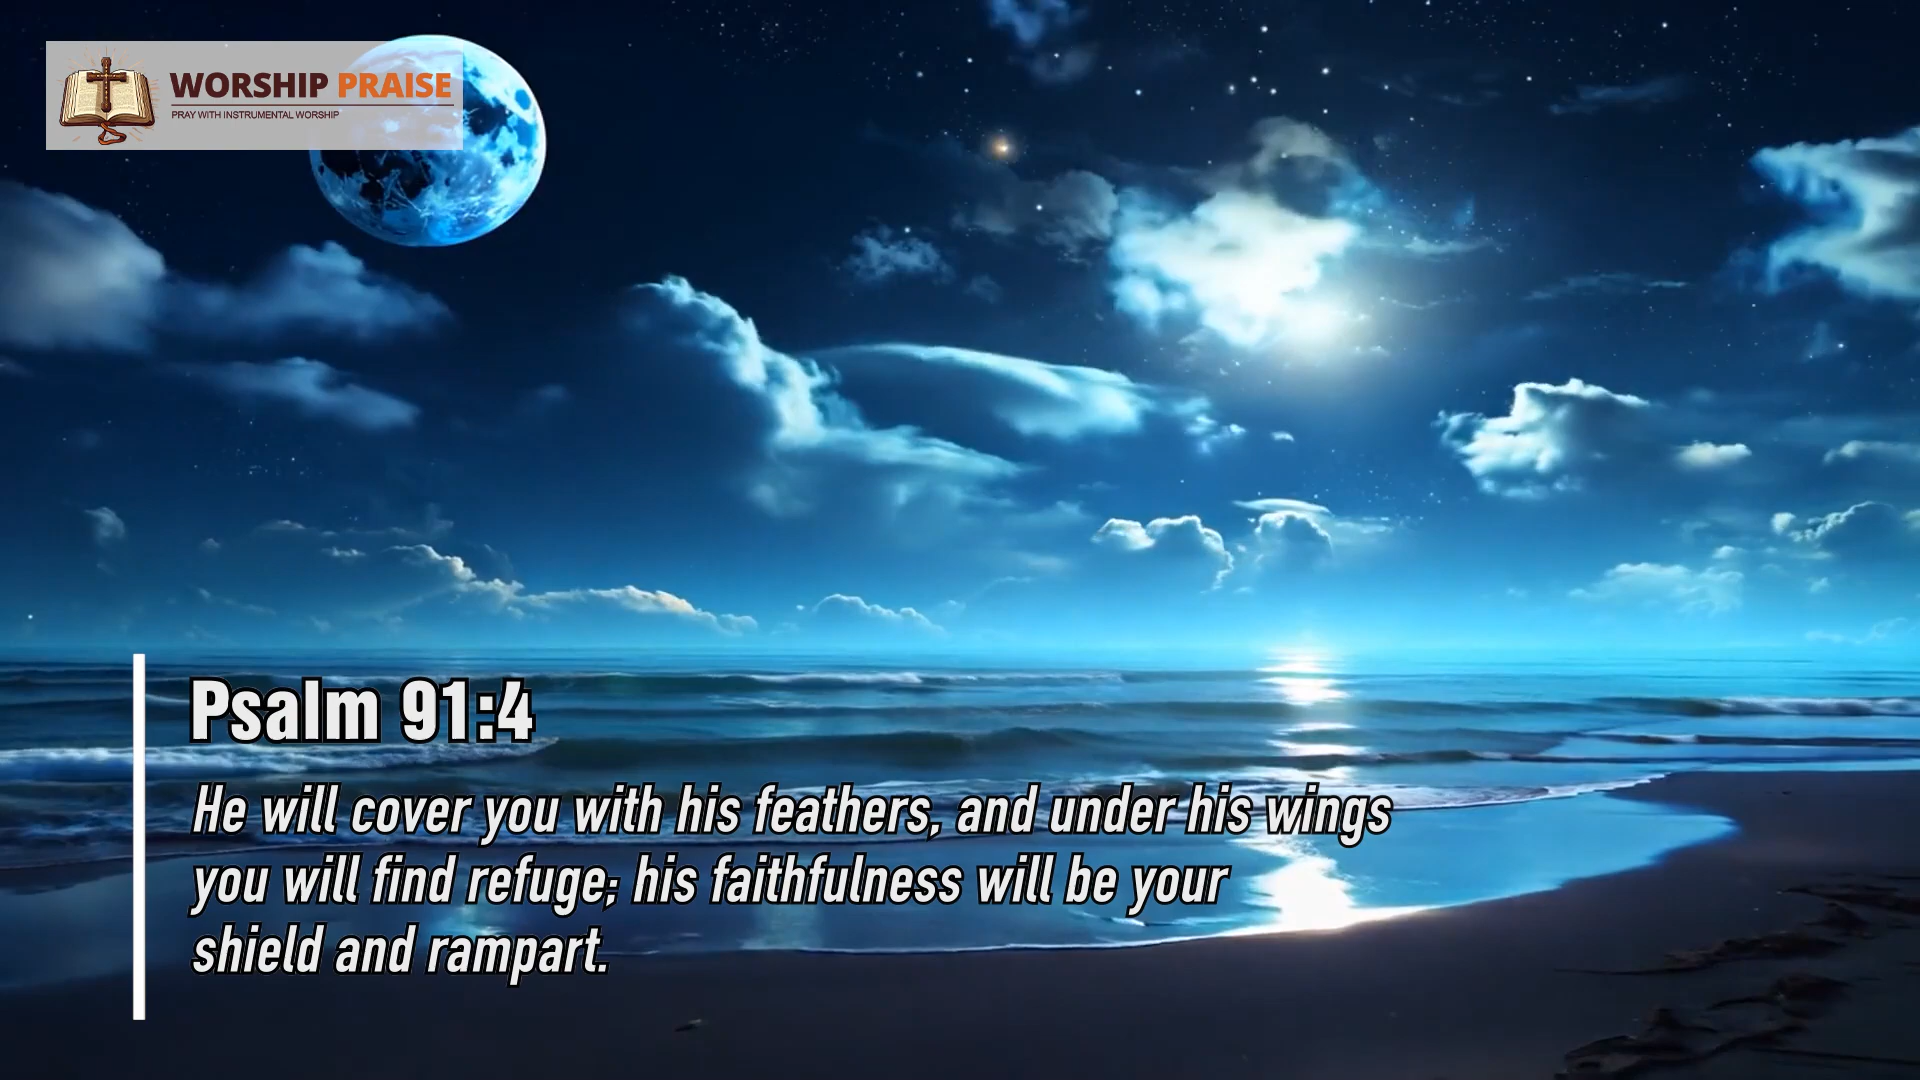 WORSHIP PRAISE
PRAY WITH INSTRUMENTAL WORSHIP
Psalm 91:4
He will cover you with his feathers, and under his wings
you will find refuge; his faithfulness will be your
shield and rampart.